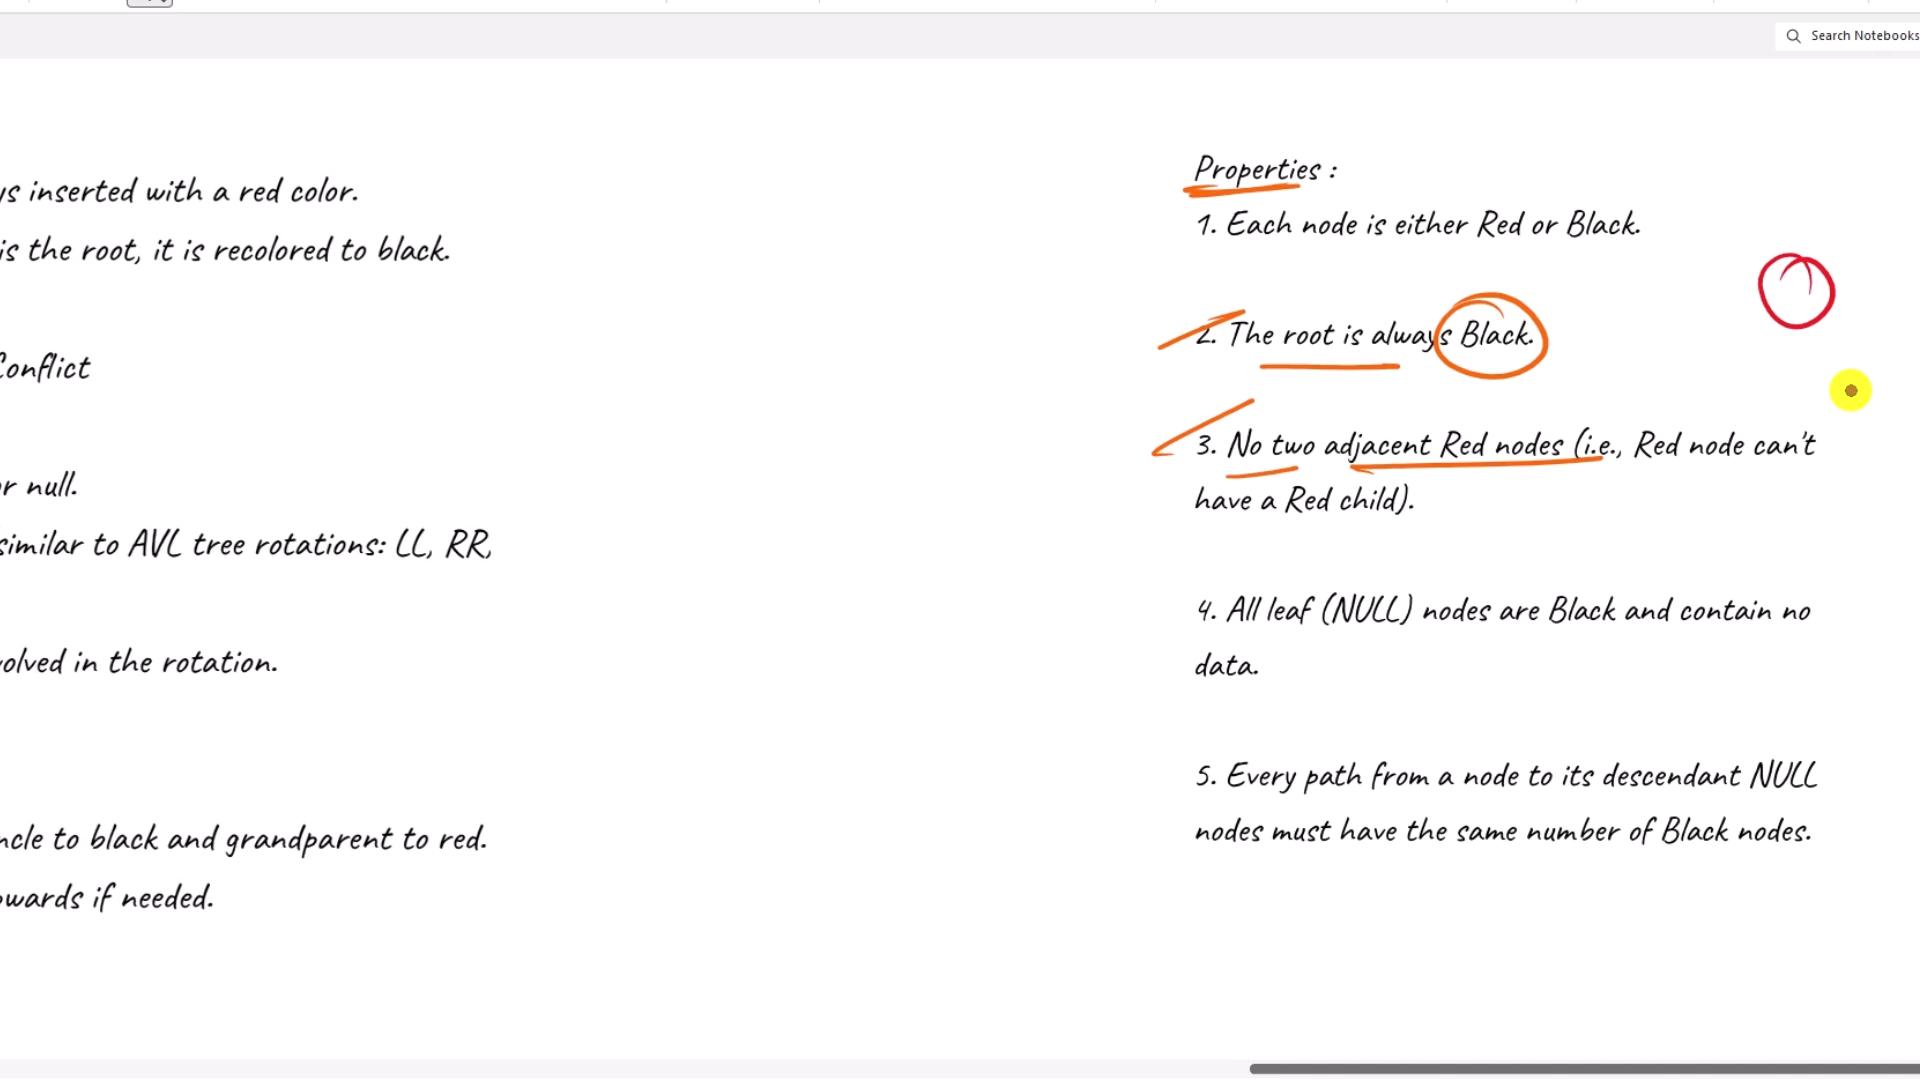 Search Notebooks
inserted with a red color.
is the root, it is recolored to black.
Conflict
r null.
similar to AVL tree rotations: LL, RR,
volved in the rotation.
ncle to black and grandparent to red.
wards if needed.
Properties :
1. Each node is either Red or Black.
2. The root is always Black.
3. No two adjacent Red nodes (i.e., Red node can't
have a Red child).
4. All leaf (NULL) nodes are Black and contain no
data.
5. Every path from a node to its descendant NULL
nodes must have the same number of Black nodes.